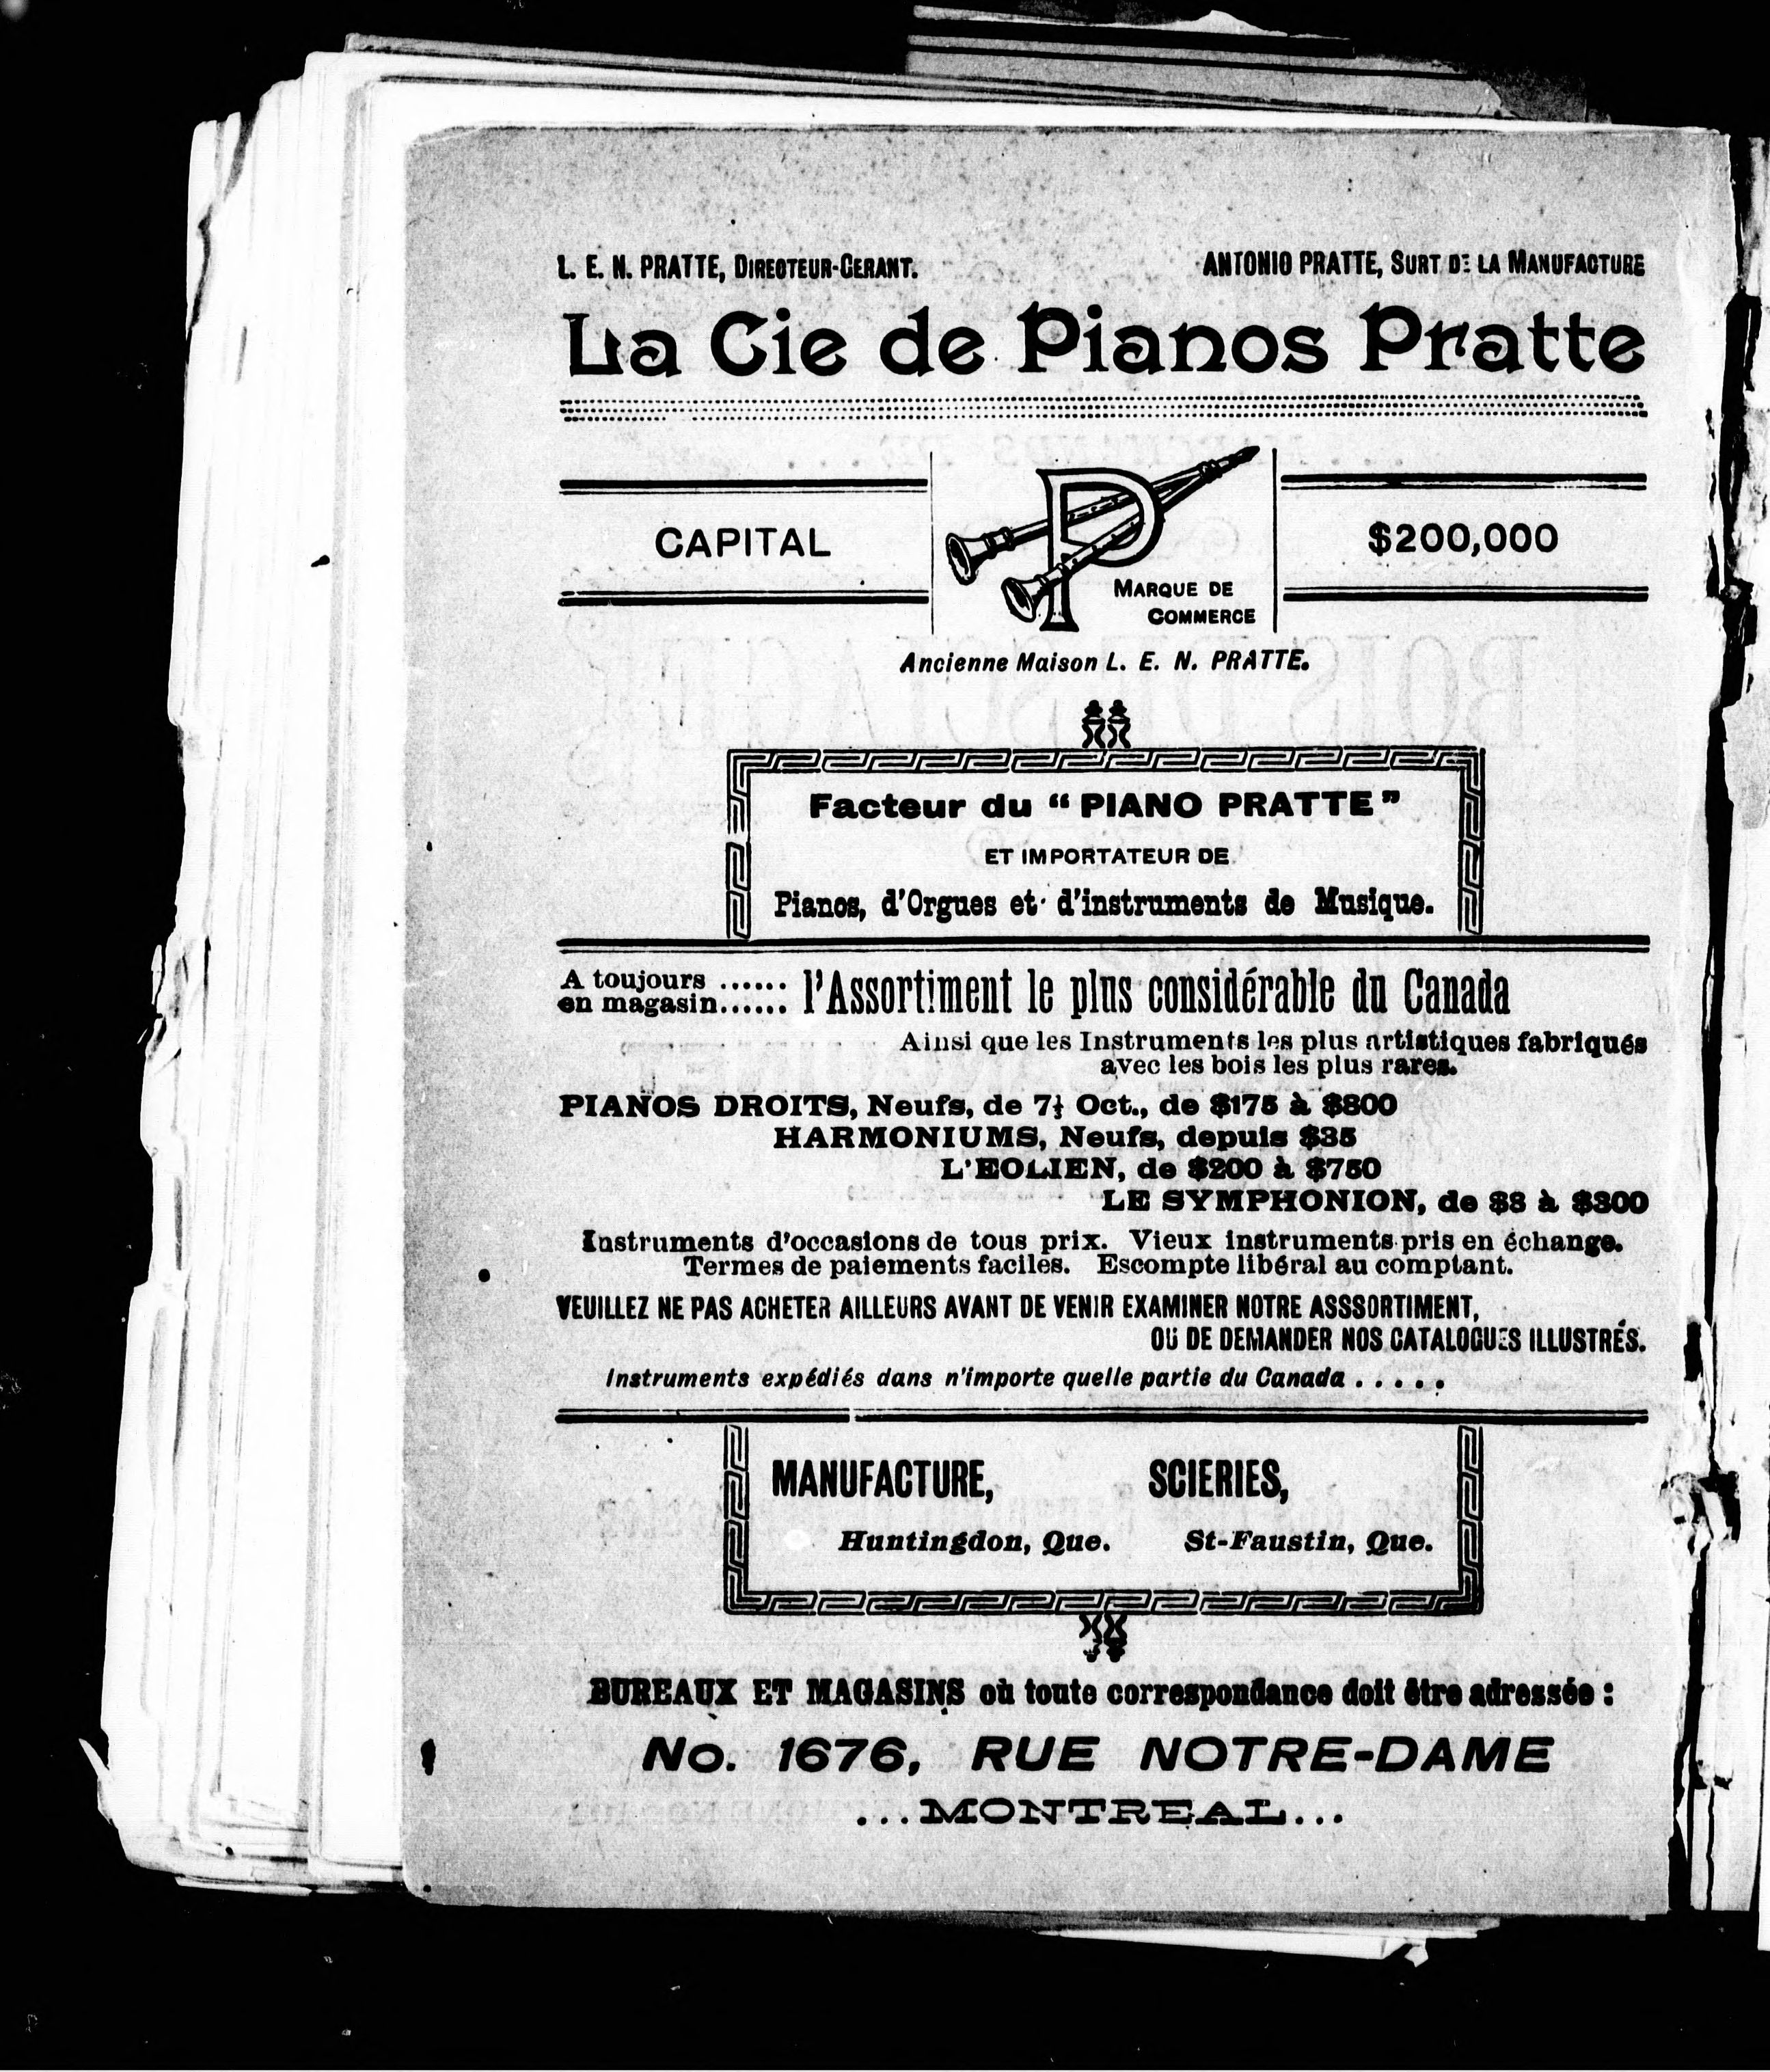 L. E. N. PRATTE, DIRECTEUR-GERANT.
ANTONIO PRATTE, SURT DE LA MANUFACTURE
La Cie de Pianos Pratte
CAPITAL
$200,000
P
MARQUE DE
COMMERCE
Ancienne Maison L. E. N. PRATTE.
Facteur du “ PIANO PRATTE ”
ET IMPORTATEUR DE
Pianos, d'Orgues et d'instruments de Musique.
A toujours ......
en magasin......
l'Assortiment le plus considérable du Canada
Ainsi que les Instruments les plus artistiques fabriqués
avec les bois les plus rares.
PIANOS DROITS, Neufs, de 7⅓ Oct., de $175 à $800
HARMONIUMS, Neufs, depuis $35
L'EOLIEN, de $200 à $750
LE SYMPHONION, de $8 à $300
Instruments d'occasions de tous prix. Vieux instruments pris en échange.
Termes de paiements faciles. Escompte libéral au comptant.
VEUILLEZ NE PAS ACHETER AILLEURS AVANT DE VENIR EXAMINER NOTRE ASSSORTIMENT,
OU DE DEMANDER NOS CATALOGUES ILLUSTRÉS.
Instruments expédiés dans n'importe quelle partie du Canada . . . . .
MANUFACTURE,
Huntingdon, Que.
SCIERIES,
St-Faustin, Que.
BUREAUX ET MAGASINS où toute correspondance doit être adressée :
No. 1676, RUE NOTRE-DAME
...MONTREAL...